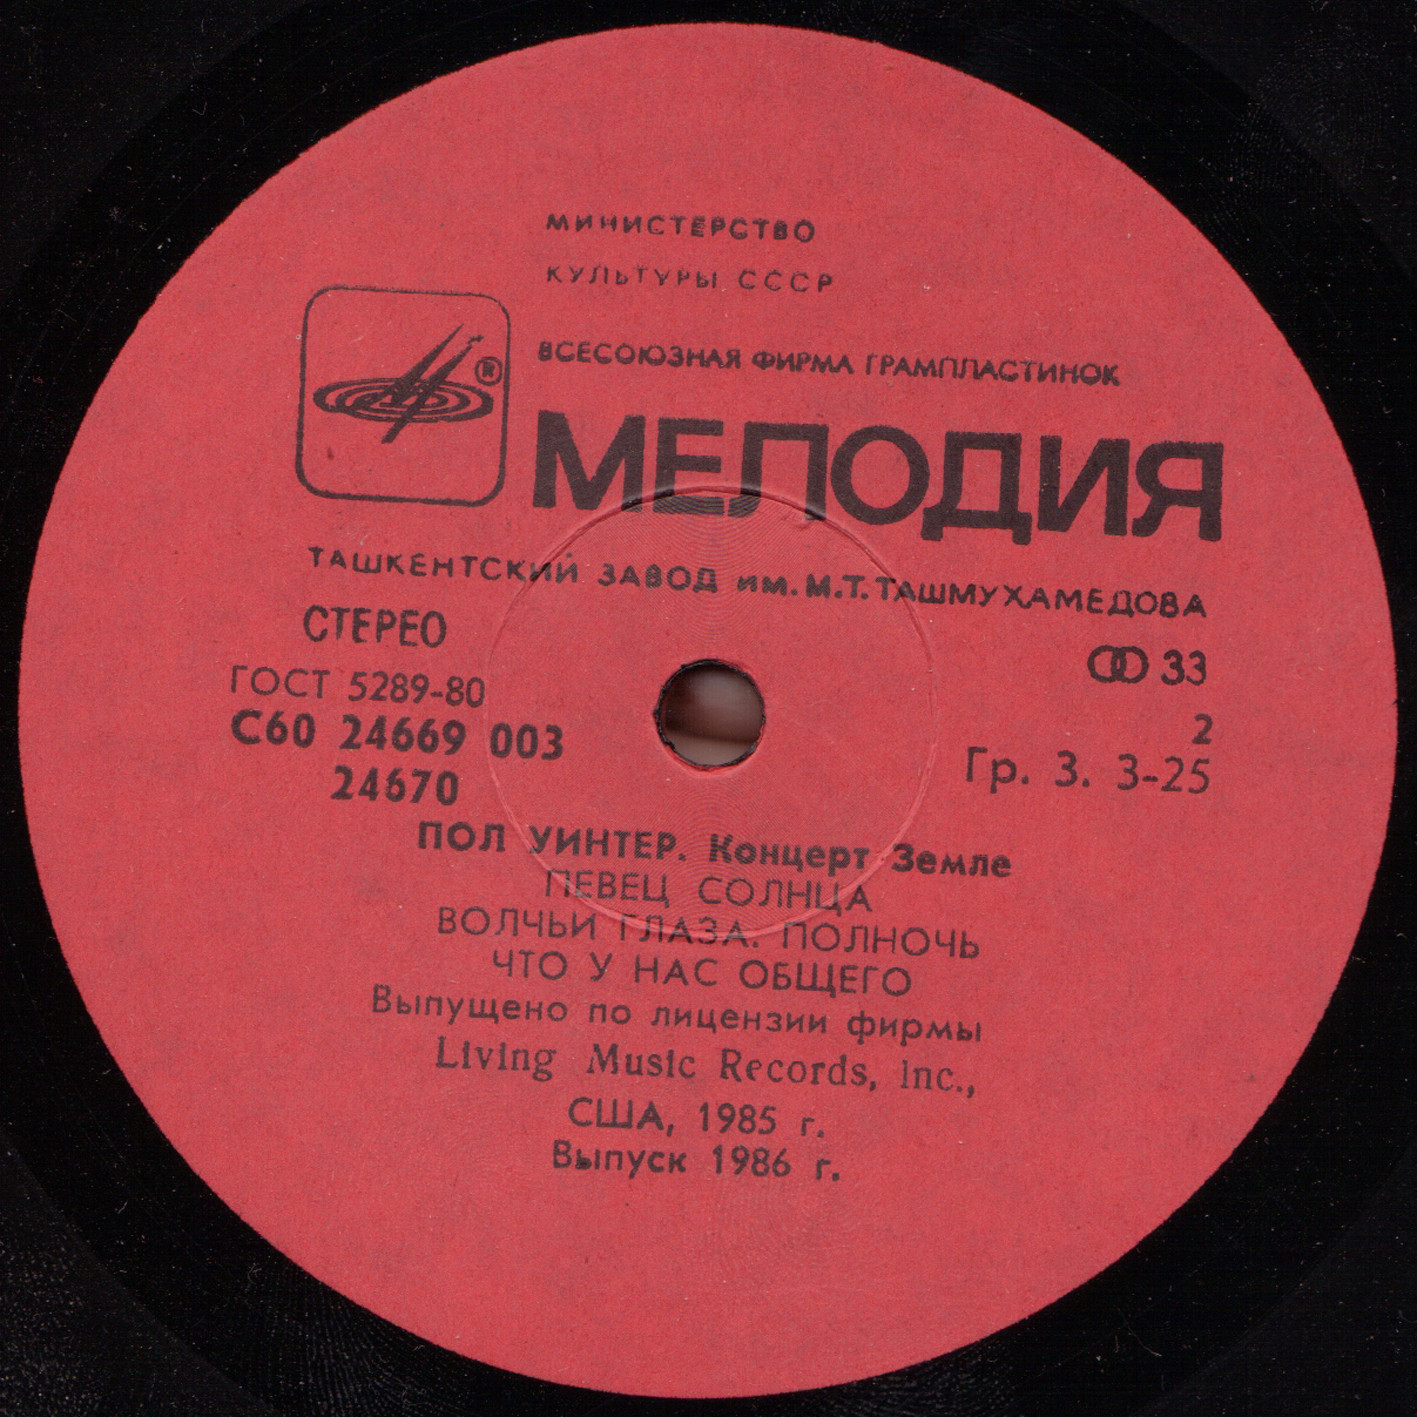 МИНИСТЕРСТВО
КУЛЬТУРЫ СССР
ВСЕСОЮЗНАЯ ФИРМА ГРАМПЛАСТИНОК
®
МЕЛОДИЯ
ТАШКЕНТСКИЙ ЗАВОД им. М.Т.ТАШМУХАМЕДОВА
СТЕРЕО
33
ГОСТ 5289-80
С60 24669 003
2
24670
Гр. 3. 3-25
ПОЛ УИНТЕР. Концерт Земле
ПЕВЕЦ СОЛНЦА
ВОЛЧЬИ ГЛАЗА. ПОЛНОЧЬ
ЧТО У НАС ОБЩЕГО
Выпущено по лицензии фирмы
Living Music Records, Inc.,
США, 1985 г.
Выпуск 1986 г.